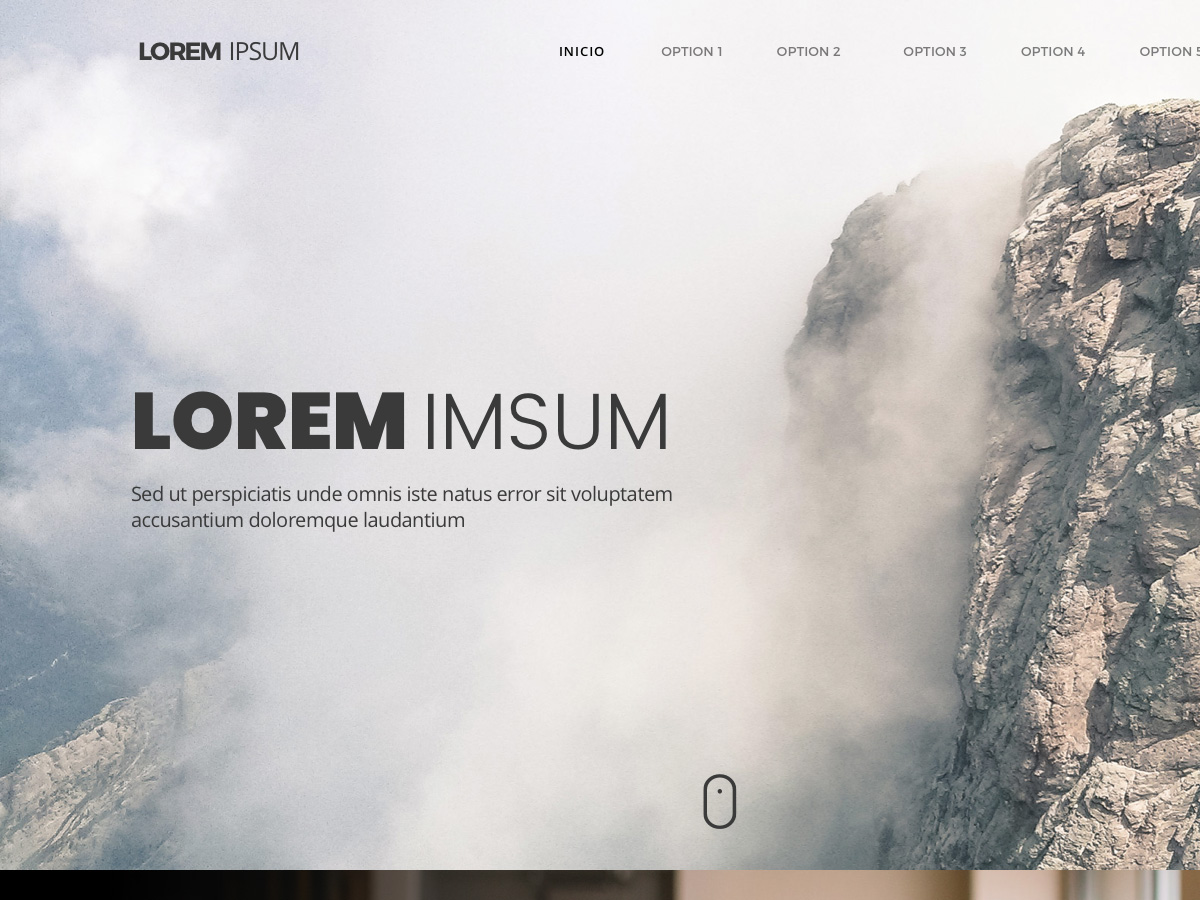 LOREM IPSUM
INICIO OPTION 1 OPTION 2 OPTION 3 OPTION 4 OPTION 5
LOREM IMSUM
Sed ut perspiciatis unde omnis iste natus error sit voluptatem
accusantium doloremque laudantium